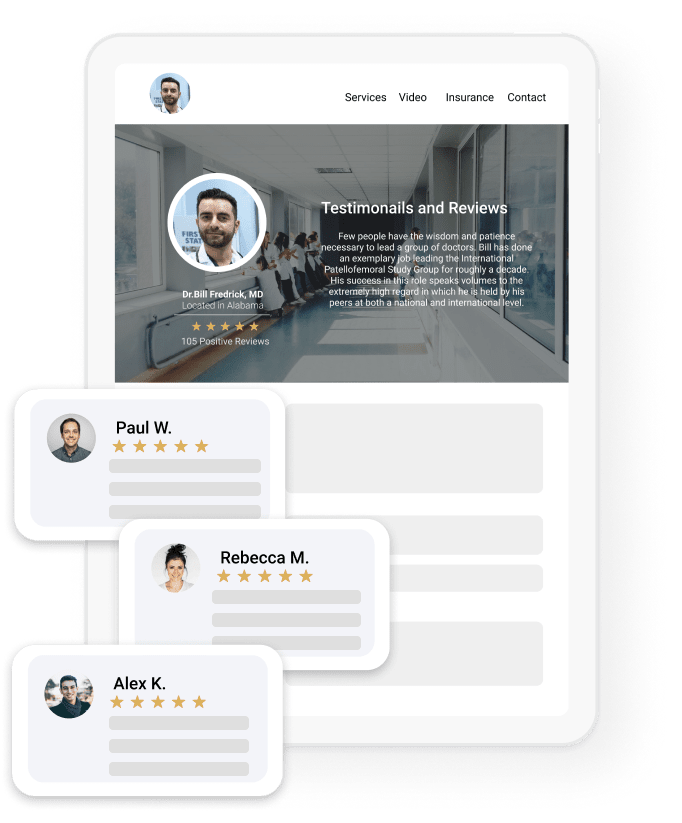 Services Video Insurance Contact
Testimonails and Reviews
Few people have the wisdom and patience
necessary to lead a group of doctors. Bill has done
an exemplary job leading the International
Patellofemoral Study Group for roughly a decade.
His success in this role speaks volumes to the
extremely high regard in which he is held by his
peers at both a national and international level.
FIRS
STAT
Dr.Bill Fredrick, MD
Located in Alabama
105 Positive Reviews
Paul W.
Rebecca M.
Alex K.